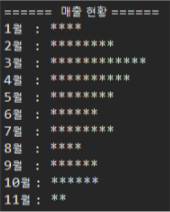 ====== 매출 현황 ======
1월 : ****
2월 : ********
3월 : ************
4월 : **********
5월 : ********
6월 : ******
7월 : ********
8월 : ****
9월 : ******
10월 : ******
11월 : **